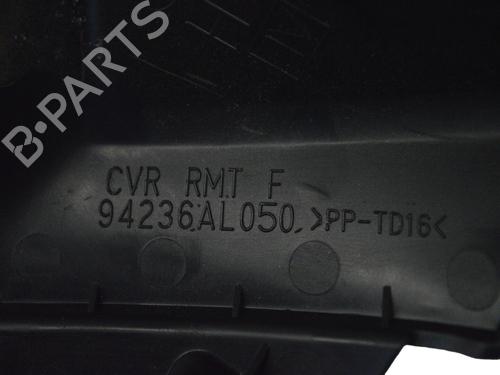 B-PARTS
CVR RMT F
94236AL050 >PP-TD16<